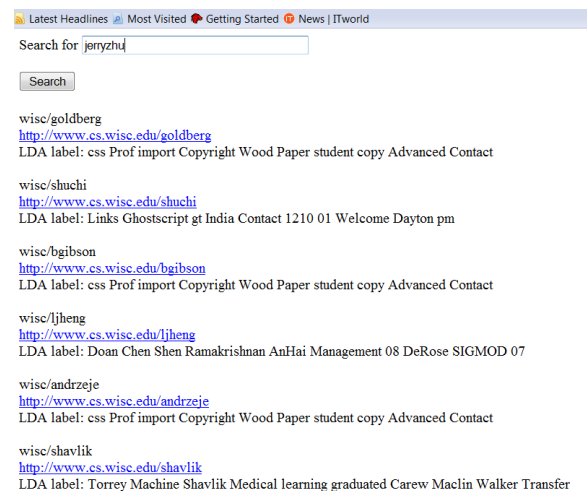 Latest Headlines Most Visited Getting Started News | ITworld
Search for jerryzhu
Search
wisc/goldberg
http://www.cs.wisc.edu/goldberg
LDA label: css Prof import Copyright Wood Paper student copy Advanced Contact
wisc/shuchi
http://www.cs.wisc.edu/shuchi
LDA label: Links Ghostscript gt India Contact 1210 01 Welcome Dayton pm
wisc/bgibson
http://www.cs.wisc.edu/bgibson
LDA label: css Prof import Copyright Wood Paper student copy Advanced Contact
wisc/ljheng
http://www.cs.wisc.edu/ljheng
LDA label: Doan Chen Shen Ramakrishnan AnHai Management 08 DeRose SIGMOD 07
wisc/andrzeje
http://www.cs.wisc.edu/andrzeje
LDA label: css Prof import Copyright Wood Paper student copy Advanced Contact
wisc/shavlik
http://www.cs.wisc.edu/shavlik
LDA label: Torrey Machine Shavlik Medical learning graduated Carew Maclin Walker Transfer